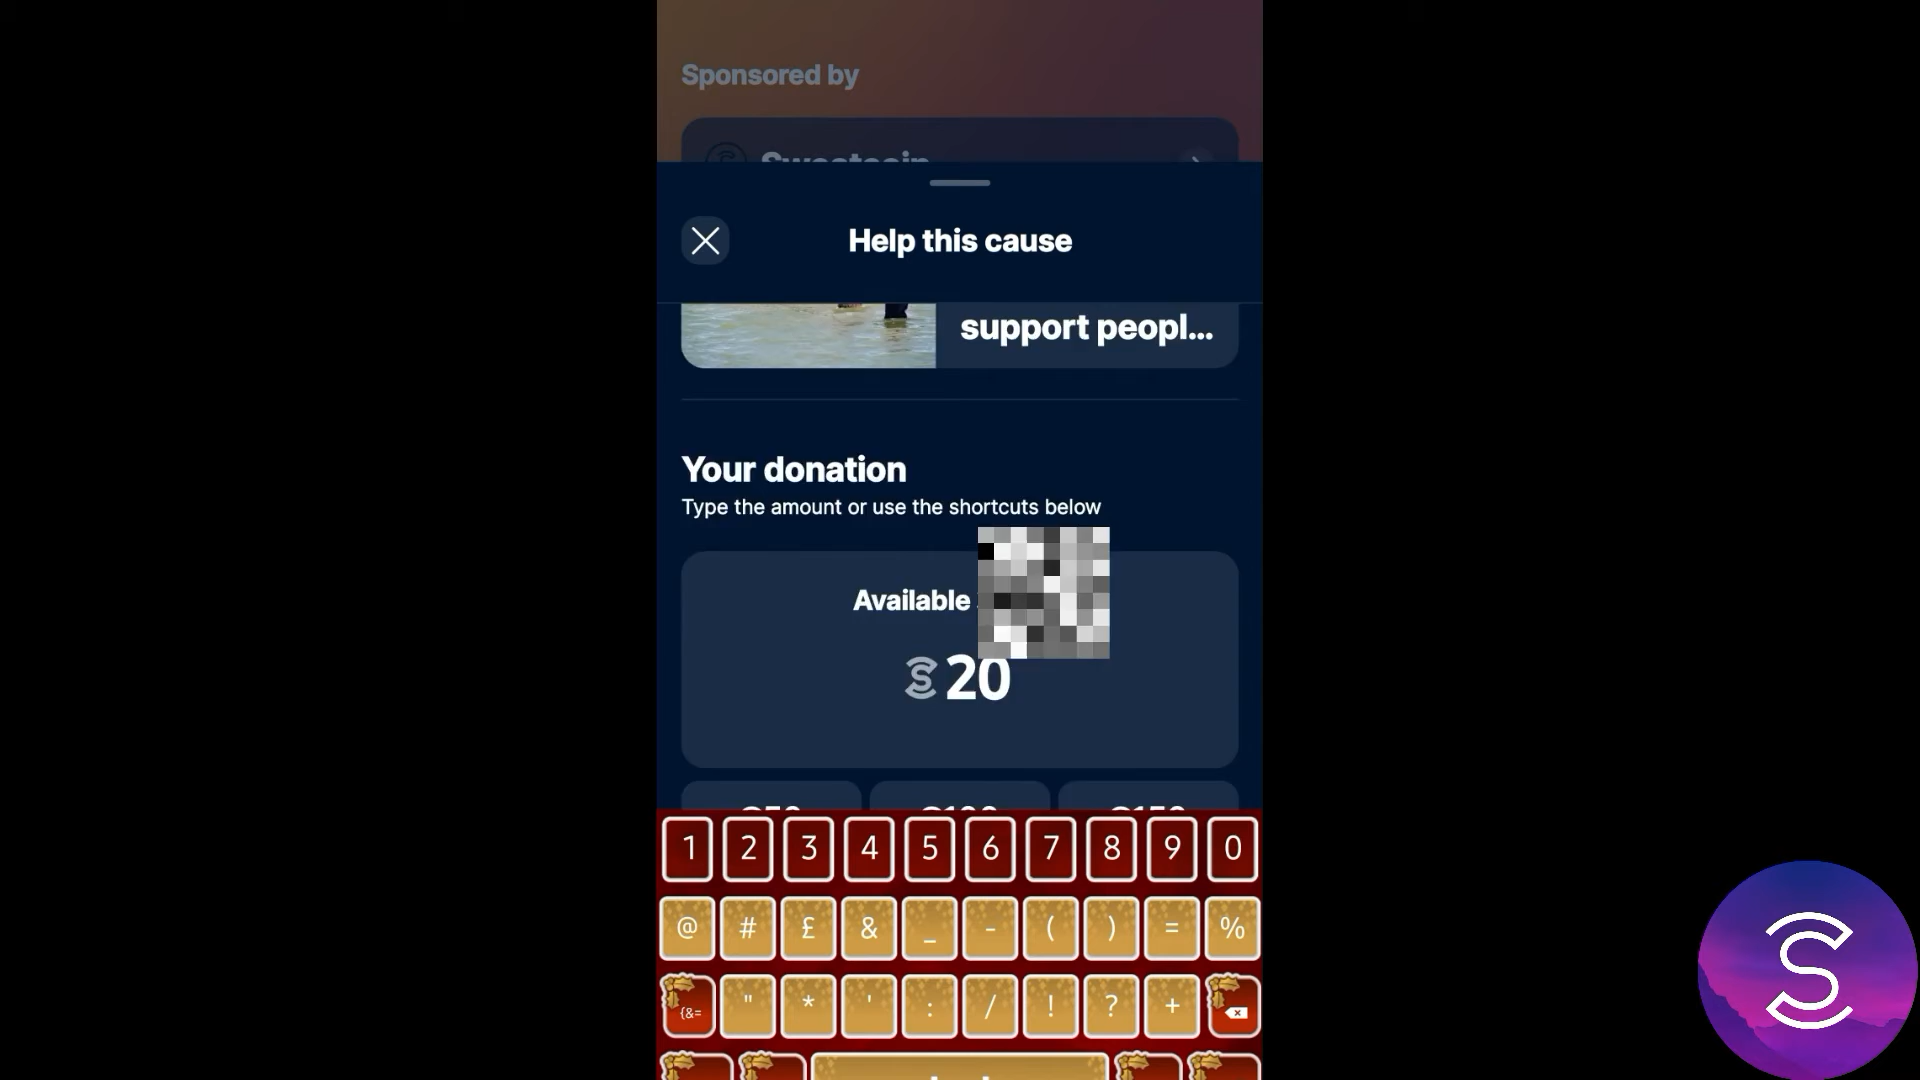 Sponsored by
Sweatcoin
Help this cause
support peopl...
Your donation
Type the amount or use the shortcuts below
Available
20
1 2 3 4 5 6 7 8 9 0
@ # £ & _ - ( ) = %
{&= " * ' : / ! ? +